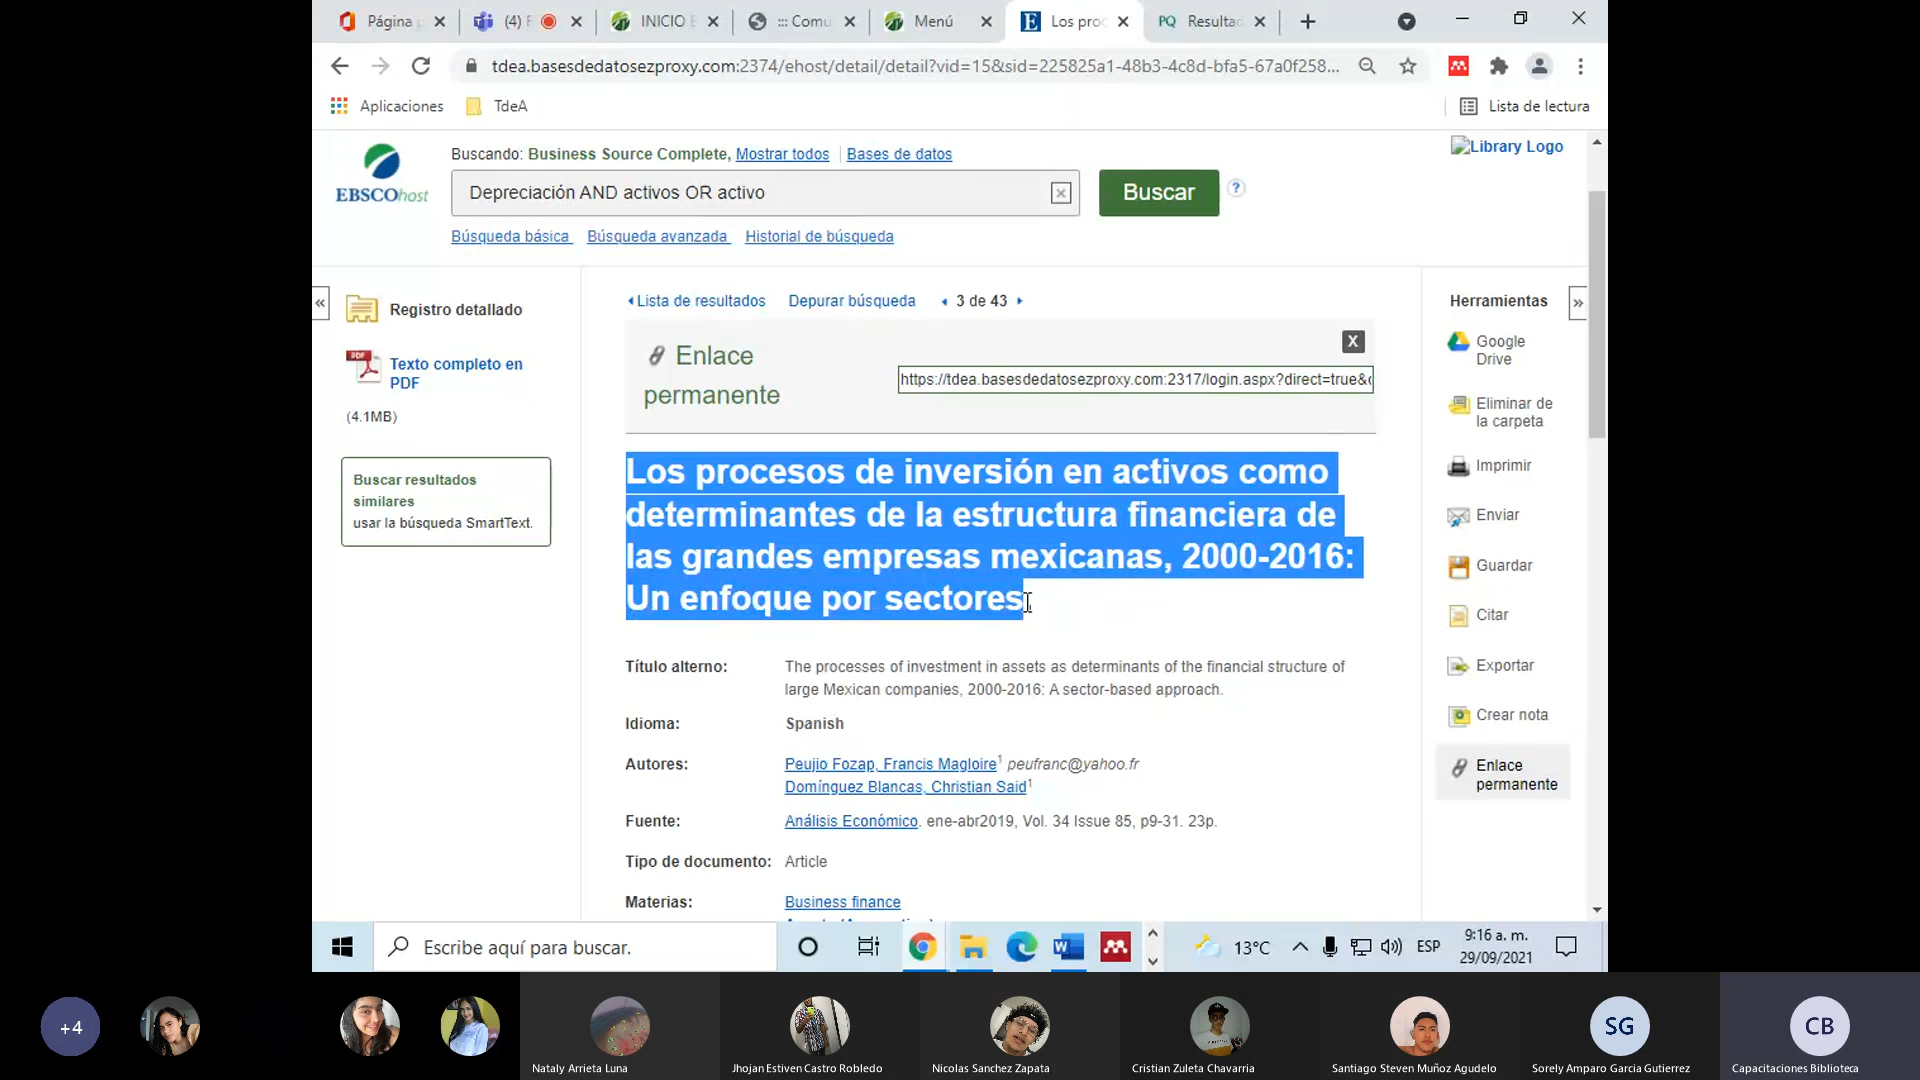 Página
(4) F
INICIO E
::: Comu
Menú
Los proc
PQ Resulta
tdea.basesdedatosezproxy.com:2374/ehost/detail/detail?vid=15&sid=225825a1-48b3-4c8d-bfa5-67a0f258...
Aplicaciones
TdeA
Lista de lectura
EBSCOhost
Buscando: Business Source Complete, Mostrar todos
Bases de datos
Library Logo
Depreciación AND activos OR activo
Buscar
Búsqueda básica
Búsqueda avanzada
Historial de búsqueda
Registro detallado
Texto completo en
PDF
(4.1MB)
Buscar resultados
similares
usar la búsqueda SmartText.
Lista de resultados
Depurar búsqueda
3 de 43
Enlace
permanente
https://tdea.basesdedatosezproxy.com:2317/login.aspx?direct=true&c
X
Los procesos de inversión en activos como
determinantes de la estructura financiera de
las grandes empresas mexicanas, 2000-2016:
Un enfoque por sectores
Título alterno: The processes of investment in assets as determinants of the financial structure of
large Mexican companies, 2000-2016: A sector-based approach.
Idioma: Spanish
Autores: Peujio Fozap, Francis Magloire1 peufranc@yahoo.fr
Domínguez Blancas, Christian Said1
Fuente: Análisis Económico. ene-abr2019, Vol. 34 Issue 85, p9-31. 23p.
Tipo de documento: Article
Materias: Business finance
Herramientas
Google
Drive
Eliminar de
la carpeta
Imprimir
Enviar
Guardar
Citar
Exportar
Crear nota
Enlace
permanente
Escribe aquí para buscar.
13°C
ESP
9:16 a. m.
29/09/2021
+4
SG
CB
Nataly Arrieta Luna
Jhojan Estiven Castro Robledo
Nicolas Sanchez Zapata
Cristian Zuleta Chavarria
Santiago Steven Muñoz Agudelo
Sorely Amparo Garcia Gutierrez
Capacitaciones Biblioteca